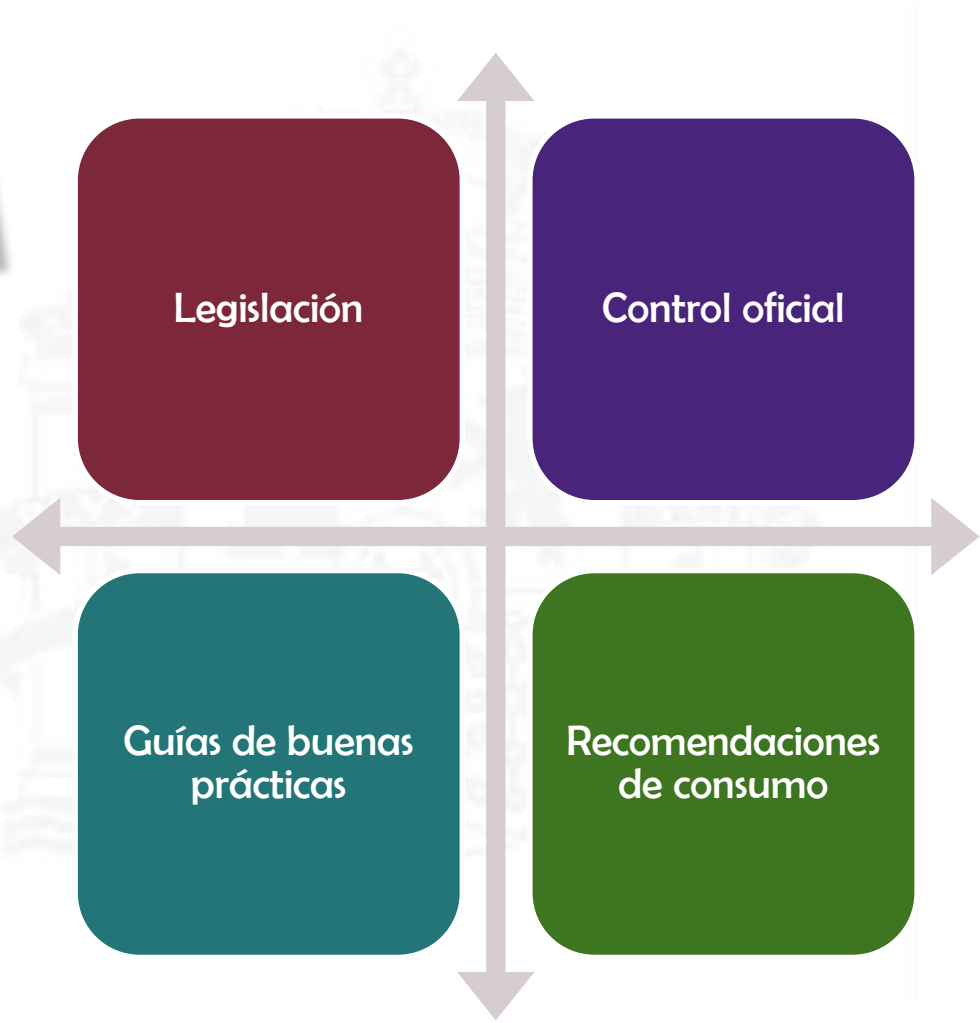 Legislación
Control oficial
Guías de buenas
prácticas
Recomendaciones
de consumo